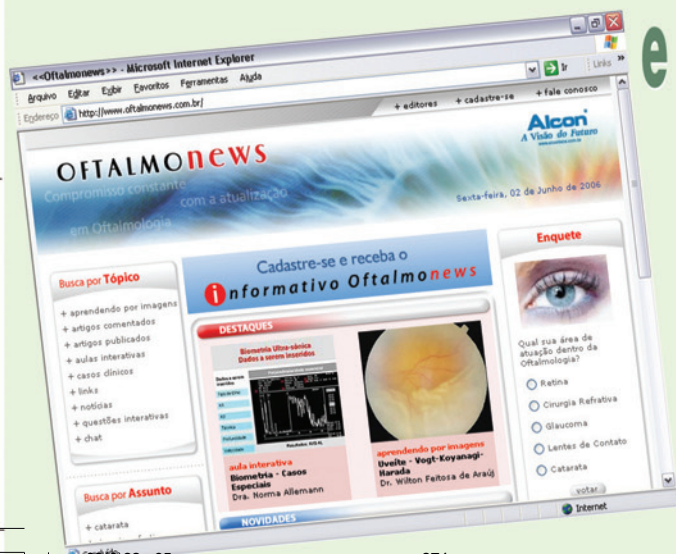 <<Oftalmonews>> - Microsoft Internet Explorer
Arquivo Editar Exibir Favoritos Ferramentas Ajuda
Endereço http://www.oftalmonews.com.br/ Ir Links »
+ editores + cadastre-se + fale conosco
OFTALMOnews
Compromisso constante
com a atualização
em Oftalmologia
Alcon
A Visão do Futuro
Sexta-feira, 02 de Junho de 2006
Busca por Tópico
+ aprendendo por imagens
+ artigos comentados
+ artigos publicados
+ aulas interativas
+ casos clínicos
+ links
+ notícias
+ questões interativas
+ chat
Busca por Assunto
+ catarata
Cadastre-se e receba o
informativo Oftalmonews
DESTAQUES
Biometria Ultra-sônica
Dados a serem inseridos
aula interativa
Biometria - Casos
Especiais
Dra. Norma Allemann
aprendendo por imagens
Uveíte - Vogt-Koyanagi-
Harada
Dr. Wilton Feitosa de Araúj
NOVIDADES
Enquete
Qual sua área de
atuação dentro da
Oftalmologia?
Retina
Cirurgia Refrativa
Glaucoma
Lentes de Contato
Catarata
votar
Internet
e